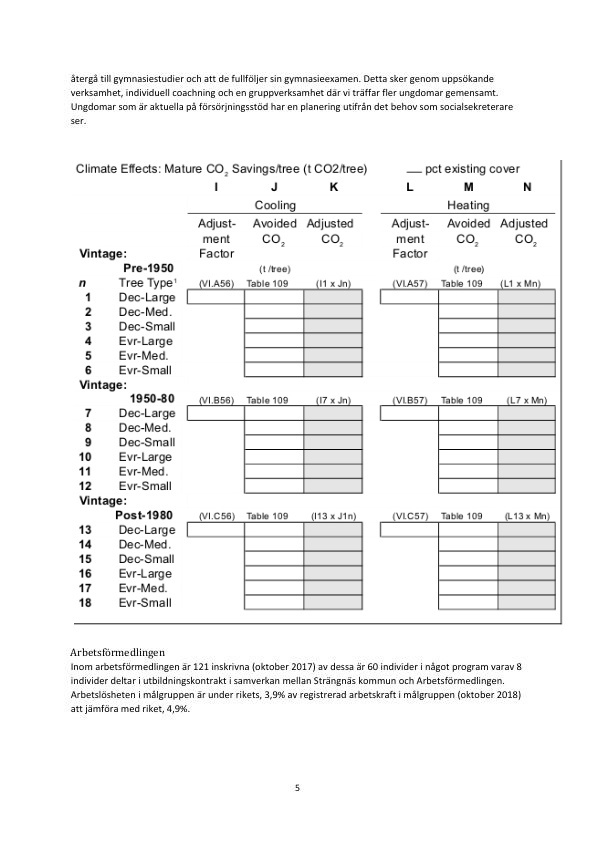 återgå till gymnasiestudier och att de fullföljer sin gymnasieexamen. Detta sker genom uppsökande
verksamhet, individuell coachning och en gruppverksamhet där vi träffar fler ungdomar gemensamt.
Ungdomar som är aktuella på försörjningsstöd har en planering utifrån det behov som socialsekreterare
ser.
Climate Effects: Mature CO2 Savings/tree (t CO2/tree) ___ pct existing cover
I J K L M N
Cooling Heating
Adjust- Avoided Adjusted Adjust- Avoided Adjusted
ment CO2 CO2 ment CO2 CO2
Vintage: Factor Factor
Pre-1950 (t /tree) (t /tree)
n Tree Type¹ (VI.A56) Table 109 (I1 x Jn) (VI.A57) Table 109 (L1 x Mn)
1 Dec-Large
2 Dec-Med.
3 Dec-Small
4 Evr-Large
5 Evr-Med.
6 Evr-Small
Vintage:
1950-80 (VI.B56) Table 109 (I7 x Jn) (VI.B57) Table 109 (L7 x Mn)
7 Dec-Large
8 Dec-Med.
9 Dec-Small
10 Evr-Large
11 Evr-Med.
12 Evr-Small
Vintage:
Post-1980 (VI.C56) Table 109 (I13 x J1n) (VI.C57) Table 109 (L13 x Mn)
13 Dec-Large
14 Dec-Med.
15 Dec-Small
16 Evr-Large
17 Evr-Med.
18 Evr-Small
Arbetsförmedlingen
Inom arbetsförmedlingen är 121 inskrivna (oktober 2017) av dessa är 60 individer i något program varav 8
individer deltar i utbildningskontrakt i samverkan mellan Strängnäs kommun och Arbetsförmedlingen.
Arbetslösheten i målgruppen är under rikets, 3,9% av registrerad arbetskraft i målgruppen (oktober 2018)
att jämföra med riket, 4,9%.
5